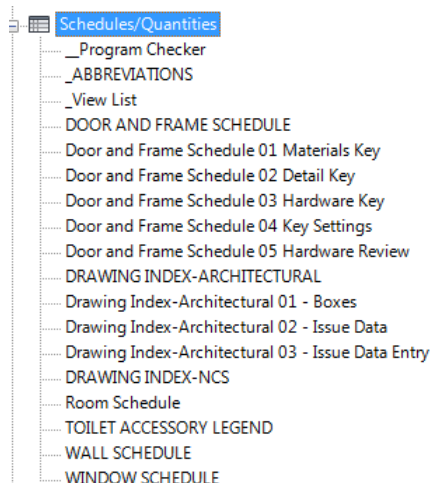 Schedules/Quantities
__Program Checker
_ABBREVIATIONS
_View List
DOOR AND FRAME SCHEDULE
Door and Frame Schedule 01 Materials Key
Door and Frame Schedule 02 Detail Key
Door and Frame Schedule 03 Hardware Key
Door and Frame Schedule 04 Key Settings
Door and Frame Schedule 05 Hardware Review
DRAWING INDEX-ARCHITECTURAL
Drawing Index-Architectural 01 - Boxes
Drawing Index-Architectural 02 - Issue Data
Drawing Index-Architectural 03 - Issue Data Entry
DRAWING INDEX-NCS
Room Schedule
TOILET ACCESSORY LEGEND
WALL SCHEDULE
WINDOW SCHEDULE